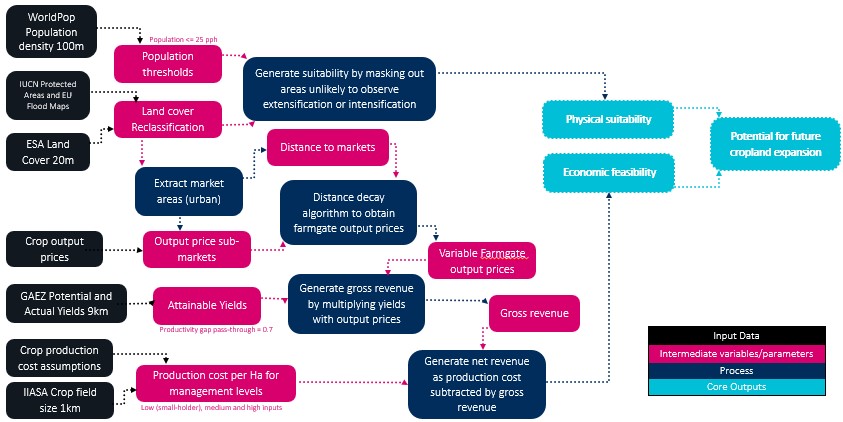 WorldPop
Population
density 100m
Population <= 25 pph
Population
thresholds
IUCN Protected
Areas and EU
Flood Maps
Land cover
Reclassification
ESA Land
Cover 20m
Generate suitability by masking out
areas unlikely to observe
extensification or intensification
Distance to markets
Extract market
areas (urban)
Distance decay
algorithm to obtain
farmgate output prices
Physical suitability
Economic feasibility
Potential for future
cropland expansion
Crop output
prices
Output price sub-
markets
Variable Farmgate
output prices
GAEZ Potential and
Actual Yields 9km
Attainable Yields
Productivity gap pass-through = 0.7
Generate gross revenue
by multiplying yields
with output prices
Gross revenue
Crop production
cost assumptions
IIASA Crop field
size 1km
Production cost per Ha for
management levels
Low (small-holder), medium and high inputs
Generate net revenue
as production cost
subtracted by gross
revenue
Input Data
Intermediate variables/parameters
Process
Core Outputs